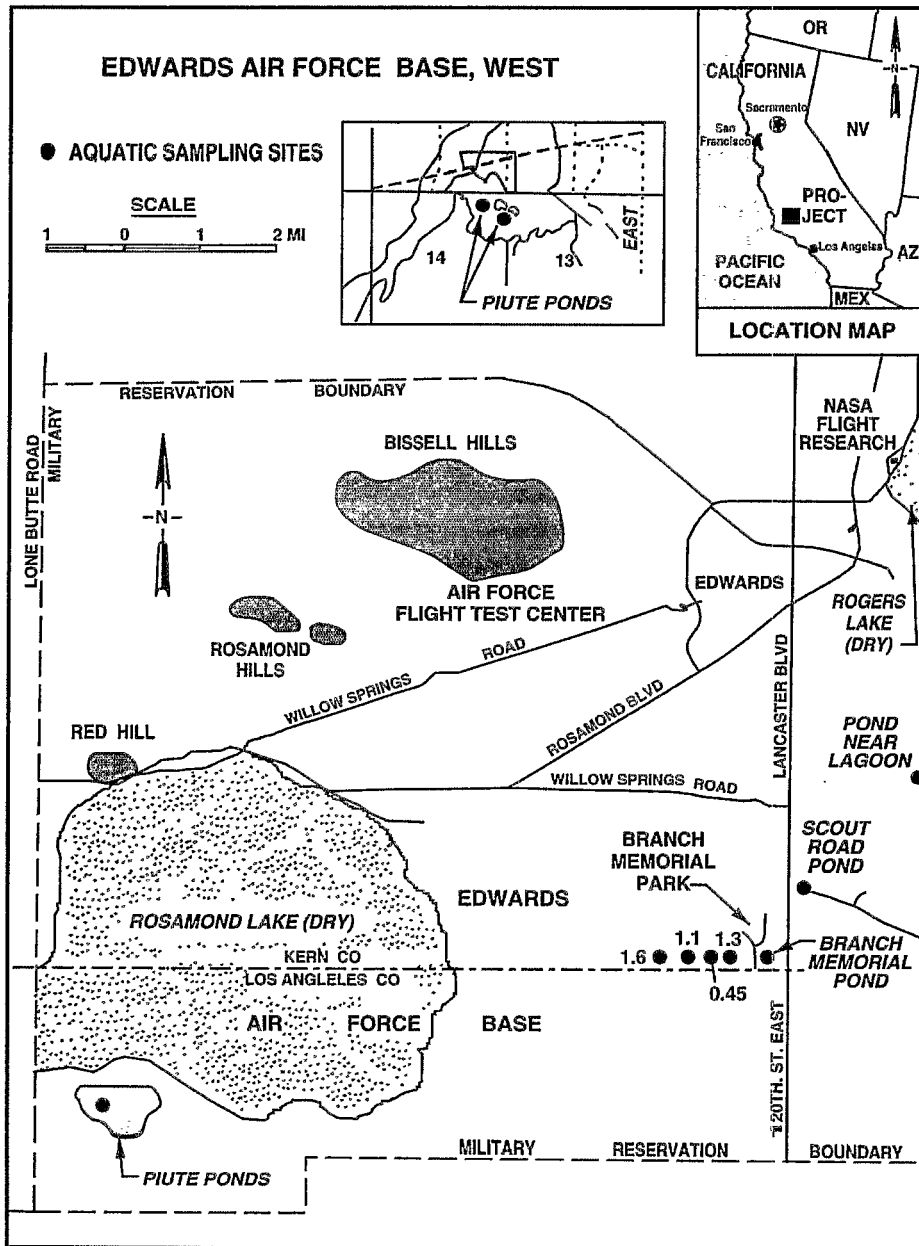 EDWARDS AIR FORCE BASE, WEST
AQUATIC SAMPLING SITES
SCALE
1 0 1 2 MI
14
13
EAST
PIUTE PONDS
OR
CALIFORNIA
N
Sacramento
San
Francisco
NV
PRO-
JECT
Los Angeles
AZ
PACIFIC
OCEAN
MEX
LOCATION MAP
RESERVATION BOUNDARY
LONE BUTTE ROAD
MILITARY
N
BISSELL HILLS
NASA
FLIGHT
RESEARCH
AIR FORCE
FLIGHT TEST CENTER
EDWARDS
ROGERS
LAKE
(DRY)
ROSAMOND
HILLS
WILLOW SPRINGS ROAD
ROSAMOND BLVD
LANCASTER BLVD
RED HILL
POND
NEAR
LAGOON
WILLOW SPRINGS ROAD
BRANCH
MEMORIAL
PARK
SCOUT
ROAD
POND
EDWARDS
ROSAMOND LAKE (DRY)
1.6
1.1
1.3
0.45
BRANCH
MEMORIAL
POND
KERN CO
LOS ANGLELES CO
AIR FORCE BASE
120TH. ST. EAST
PIUTE PONDS
MILITARY RESERVATION BOUNDARY